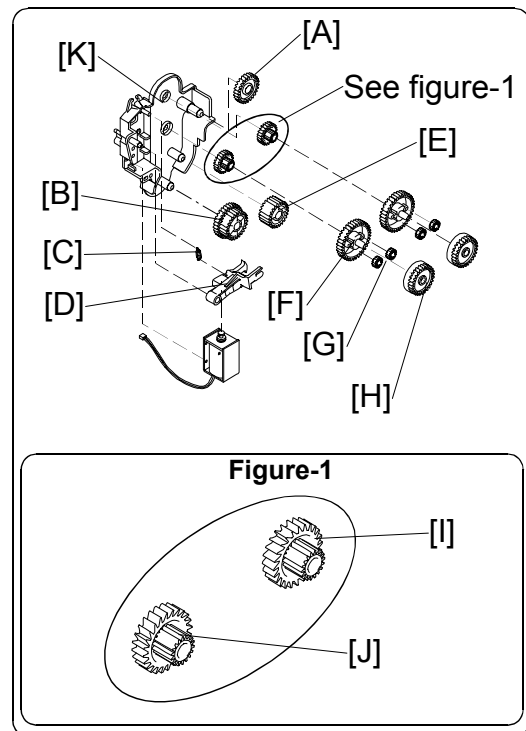 [A]
[K]
See figure-1
[E]
[B]
[C]
[D]
[F]
[G]
[H]
Figure-1
[I]
[J]